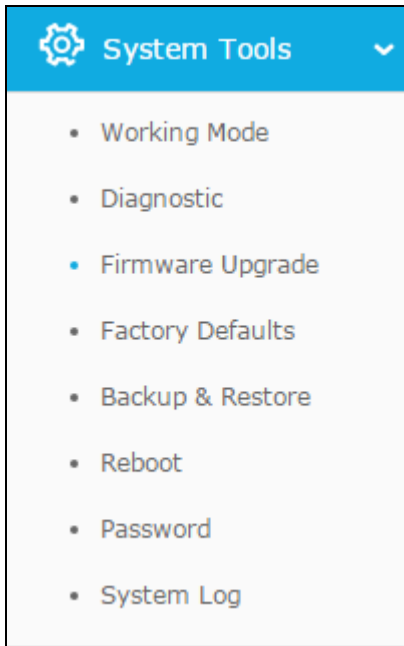 System Tools
Working Mode
Diagnostic
Firmware Upgrade
Factory Defaults
Backup & Restore
Reboot
Password
System Log